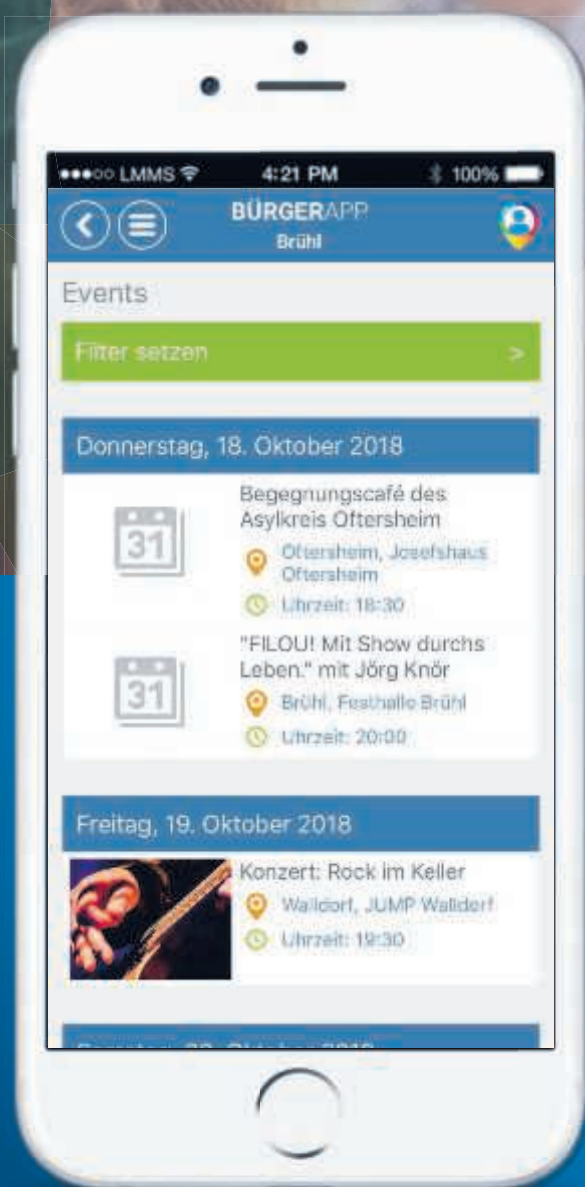 LMMS 4:21 PM 100%
BÜRGERAPP
Brühl
Events
Filter setzen >
Donnerstag, 18. Oktober 2018
31
Begegnungscafé des
Asylkreis Oftersheim
Oftersheim, Josefshaus
Oftersheim
Uhrzeit: 18:30
31
"FILOU! Mit Show durchs
Leben." mit Jörg Knör
Brühl, Festhalle Brühl
Uhrzeit: 20:00
Freitag, 19. Oktober 2018
Konzert: Rock im Keller
Walldorf, JUMP Walldorf
Uhrzeit: 19:30